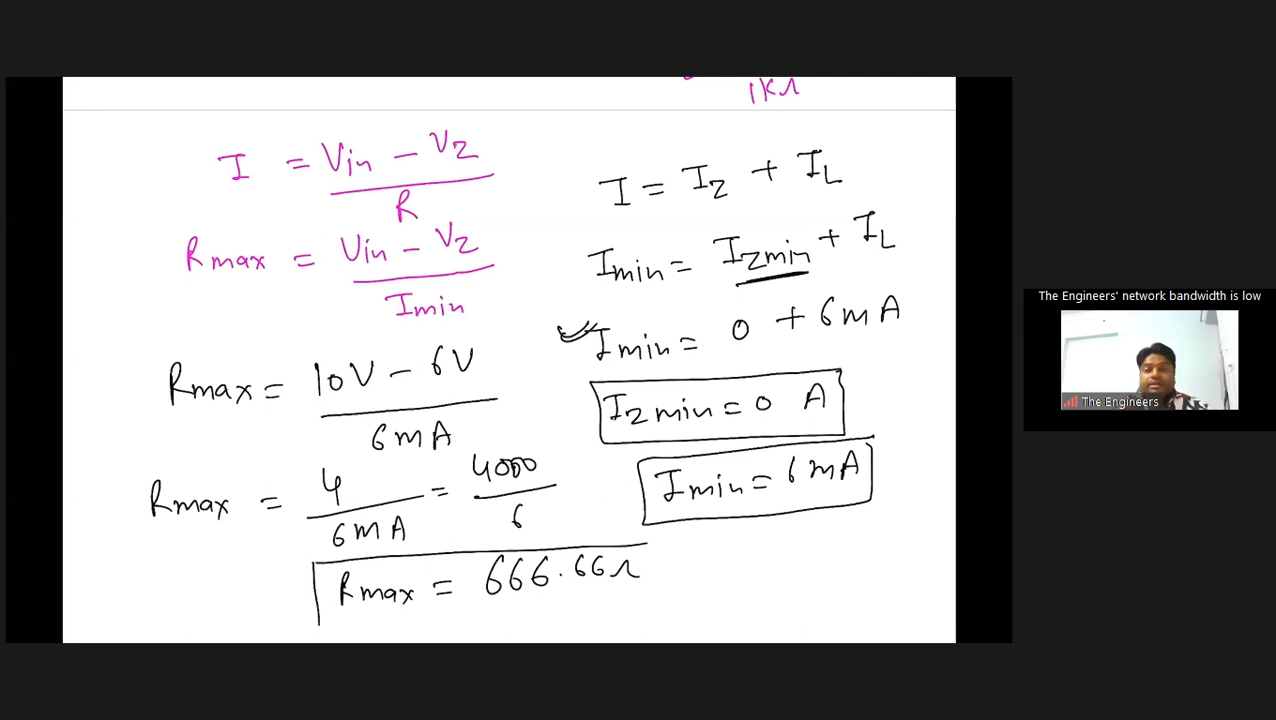 1KΩ
I = Vin - VZ
R
Rmax = Vin - VZ
Imin
Rmax = 10V - 6V
6mA
Rmax = 4 = 4000
6mA 6
Rmax = 666.66Ω
I = IZ + IL
Imin = IZmin + IL
Imin = 0 + 6mA
IZmin = 0 A
Imin = 6mA
The Engineers' network bandwidth is low
The Engineers